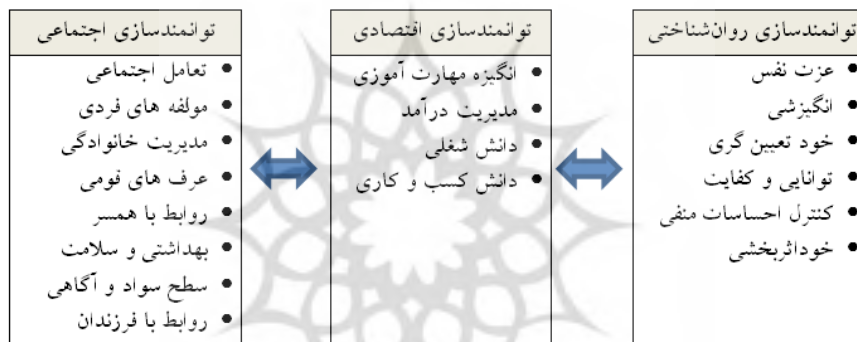 توانمندسازی روان‌شناختی
• عزت نفس
• انگیزشی
• خود تعیین گری
• توانایی و کفایت
• کنترل احساسات منفی
• خوداثربخشی
توانمندسازی اقتصادی
• انگیزه مهارت آموزی
• مدیریت درآمد
• دانش شغلی
• دانش کسب و کاری
توانمندسازی اجتماعی
• تعامل اجتماعی
• مولفه های فردی
• مدیریت خانوادگی
• عرف های قومی
• روابط با همسر
• بهداشتی و سلامت
• سطح سواد و آگاهی
• روابط با فرزندان